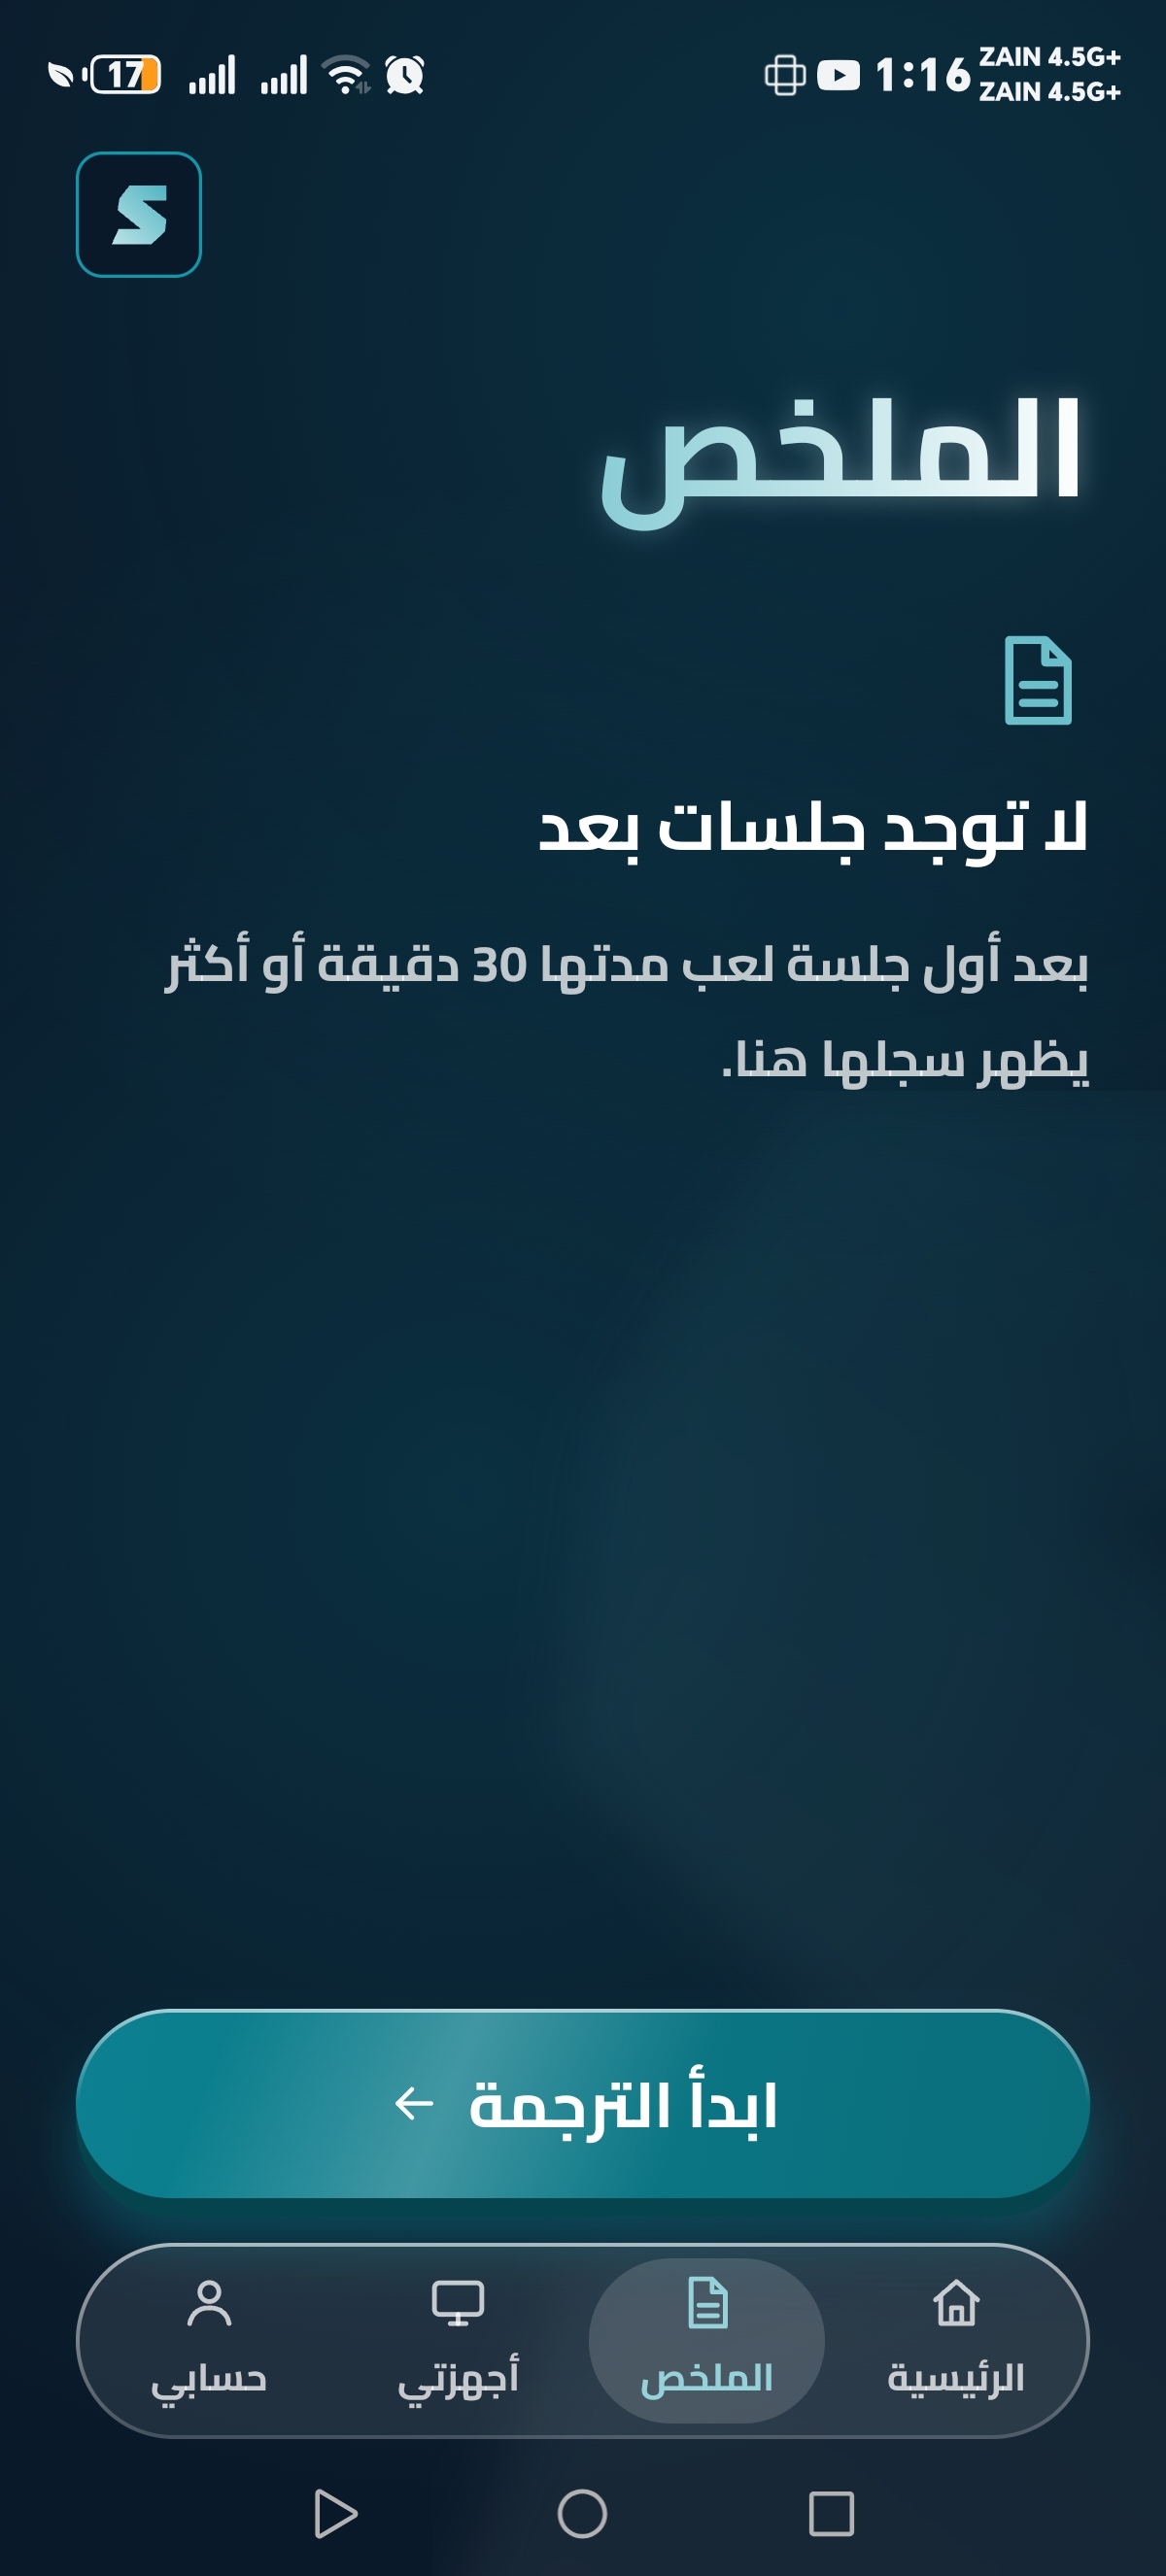 17
1:16
ZAIN 4.5G+
ZAIN 4.5G+
S
الملخص
لا توجد جلسات بعد
بعد أول جلسة لعب مدتها 30 دقيقة أو أكثر
يظهر سجلها هنا.
ابدأ الترجمة
الرئيسية
الملخص
أجهزتي
حسابي